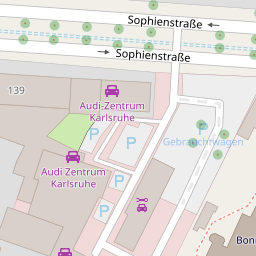 Sophienstraße
Sophienstraße
139
Audi-Zentrum
Karlsruhe
P
P
Gebrauchtwagen
P
Audi Zentrum
Karlsruhe
P
P
Bon